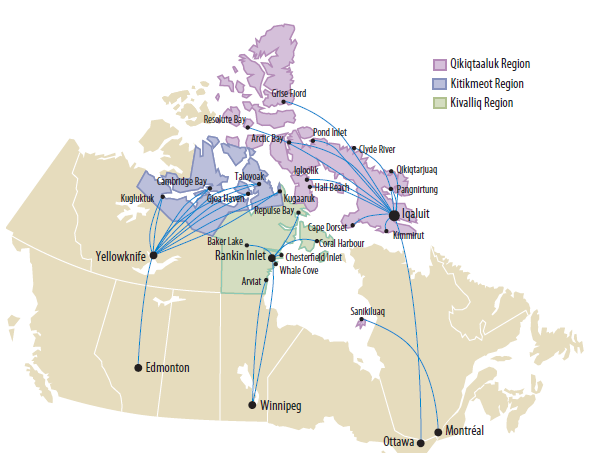 Qikiqtaaluk Region
Kitikmeot Region
Kivalliq Region
Grise Fiord
Resolute Bay
Arctic Bay
Pond Inlet
Clyde River
Igloolik
Qikiqtarjuaq
Cambridge Bay
Taloyoak
Hall Beach
Pangnirtung
Kugluktuk
Gjoa Haven
Kugaaruk
Repulse Bay
Iqaluit
Cape Dorset
Kimmirut
Baker Lake
Coral Harbour
Yellowknife
Rankin Inlet
Chesterfield Inlet
Whale Cove
Arviat
Sanikiluaq
Edmonton
Winnipeg
Montréal
Ottawa